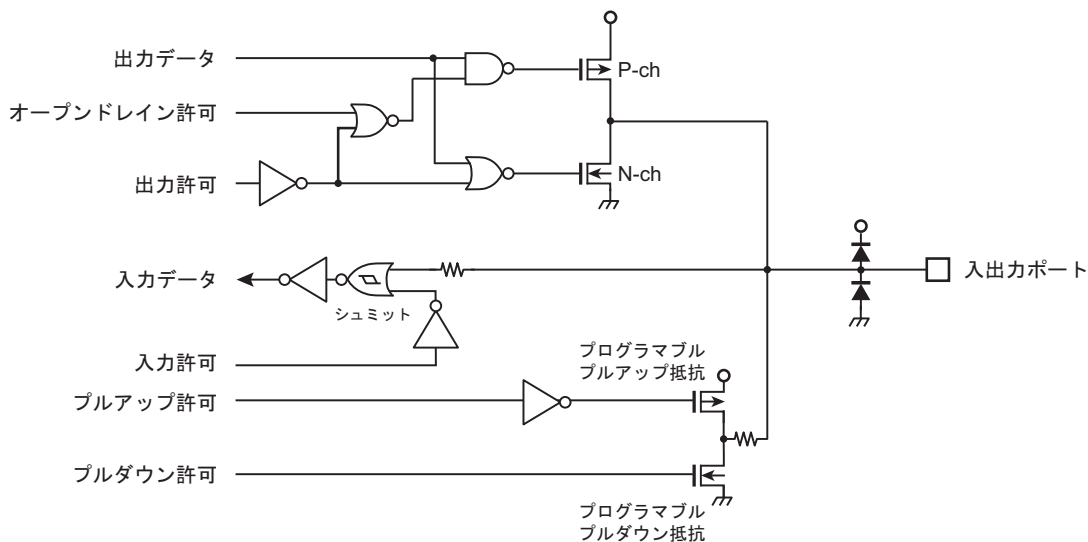 出力データ
P-ch
オープンドレイン許可
出力許可
N-ch
入力データ
シュミット
入出力ポート
入力許可
プログラマブル
プルアップ抵抗
プルアップ許可
プルダウン許可
プログラマブル
プルダウン抵抗